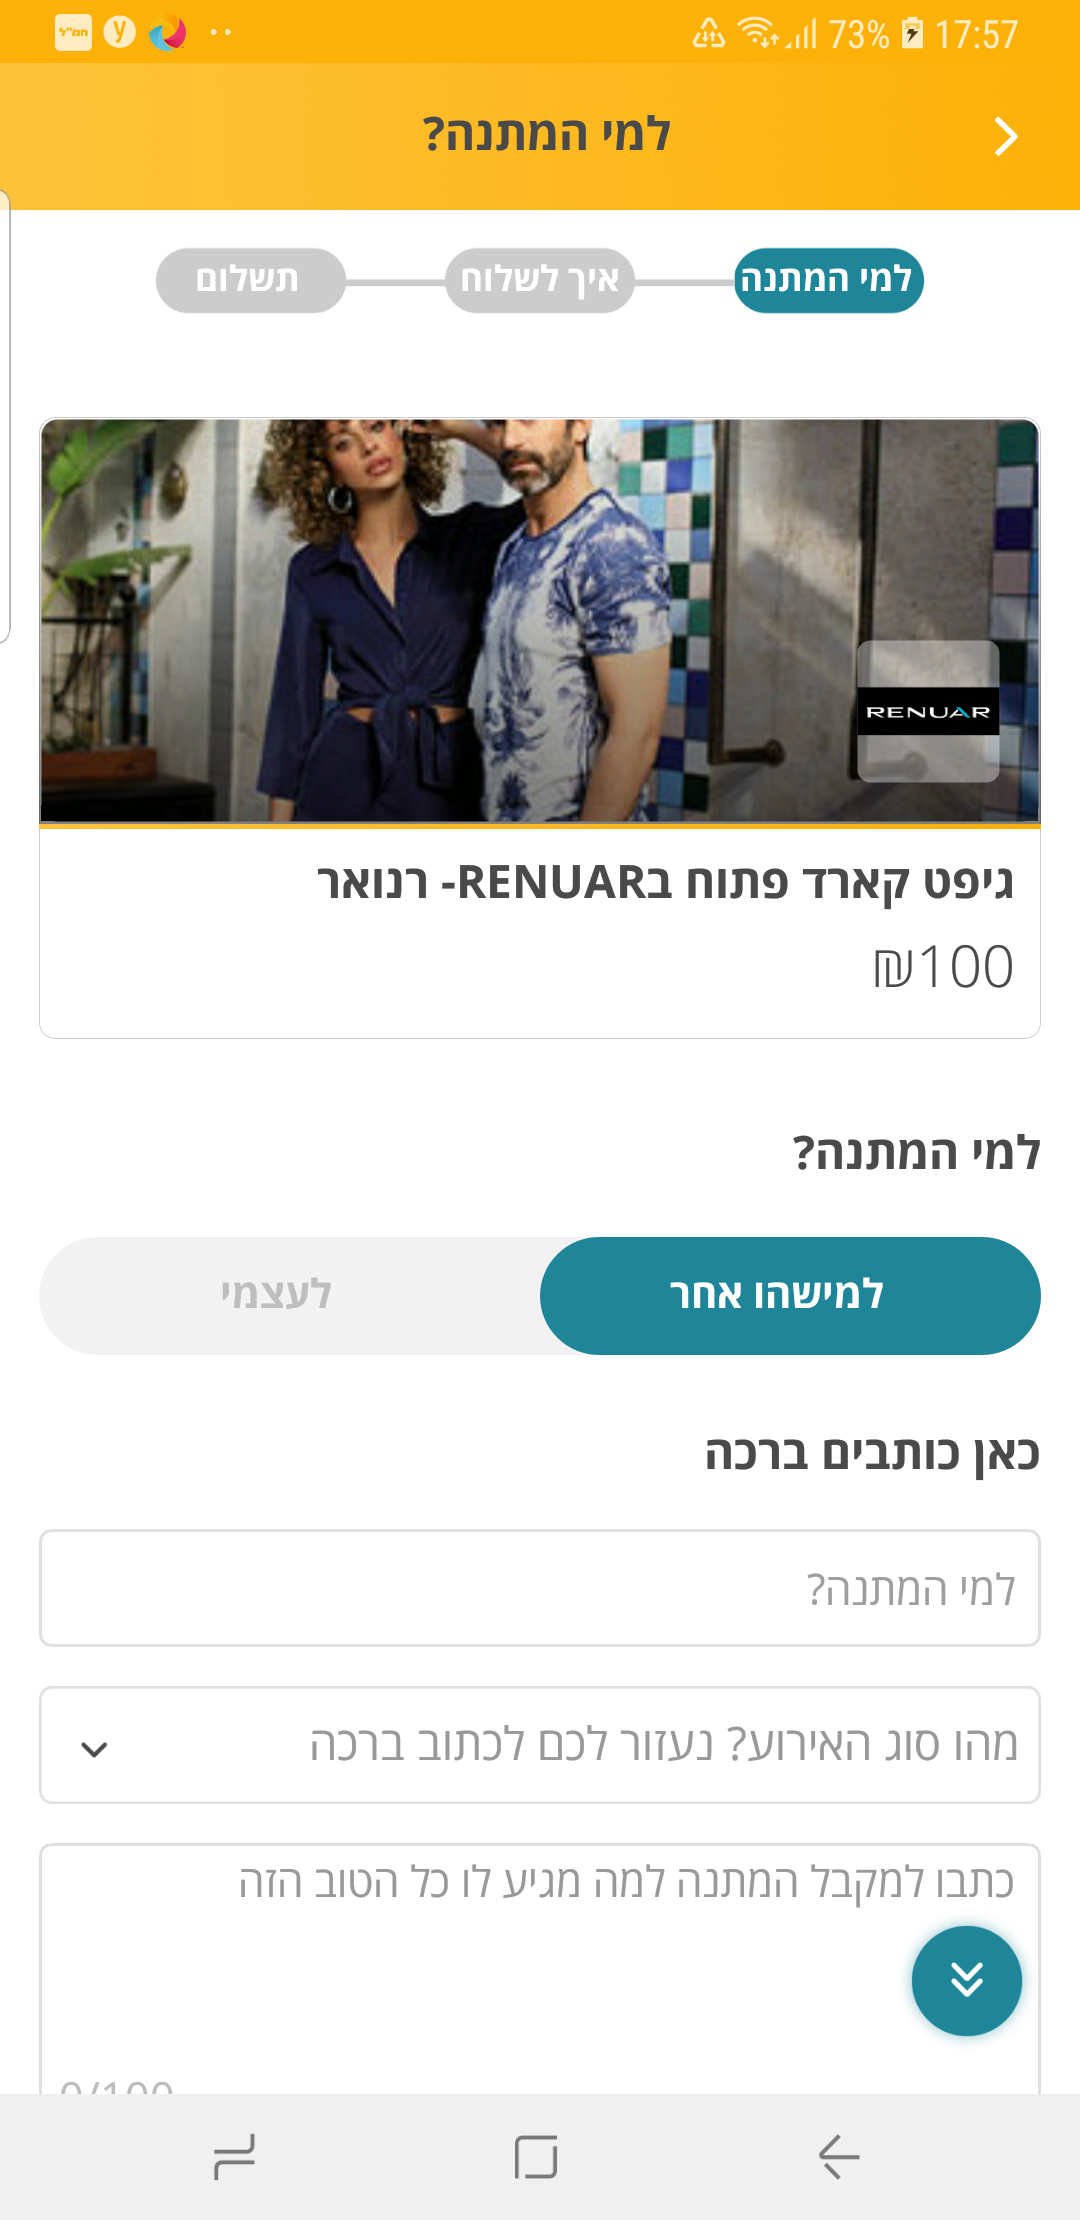 חמ"ל y 73% 17:57
למי המתנה?
למי המתנה איך לשלוח תשלום
RENUAR
גיפט קארד פתוח בRENUAR- רנואר
₪100
למי המתנה?
למישהו אחר לעצמי
כאן כותבים ברכה
למי המתנה?
מהו סוג האירוע? נעזור לכם לכתוב ברכה
כתבו למקבל המתנה למה מגיע לו כל הטוב הזה
0/100